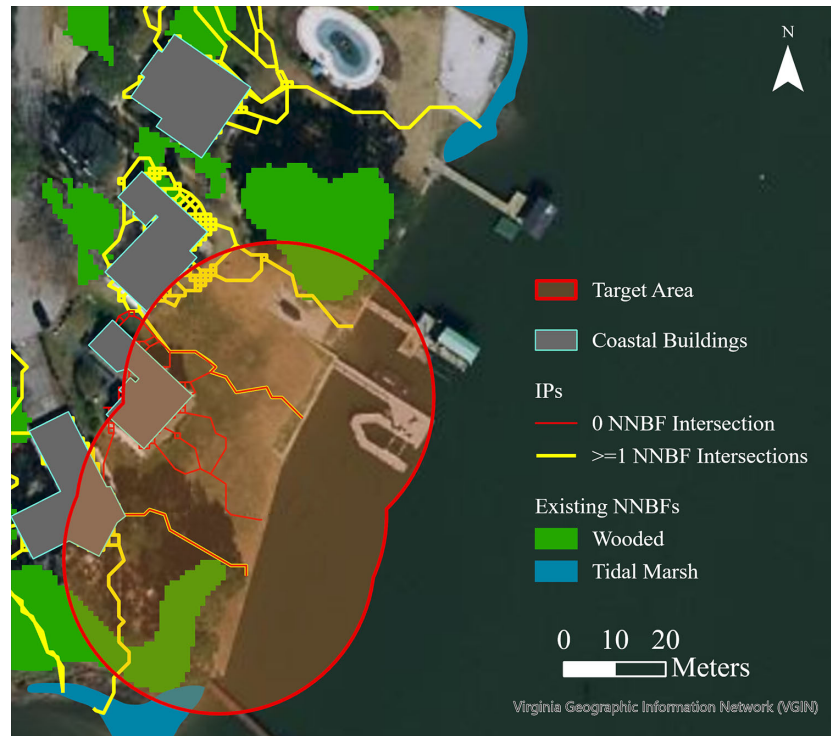 N
Target Area
Coastal Buildings
IPs
0 NNBF Intersection
>=1 NNBF Intersections
Existing NNBFs
Wooded
Tidal Marsh
0 10 20
Meters
Virginia Geographic Information Network (VGIN)